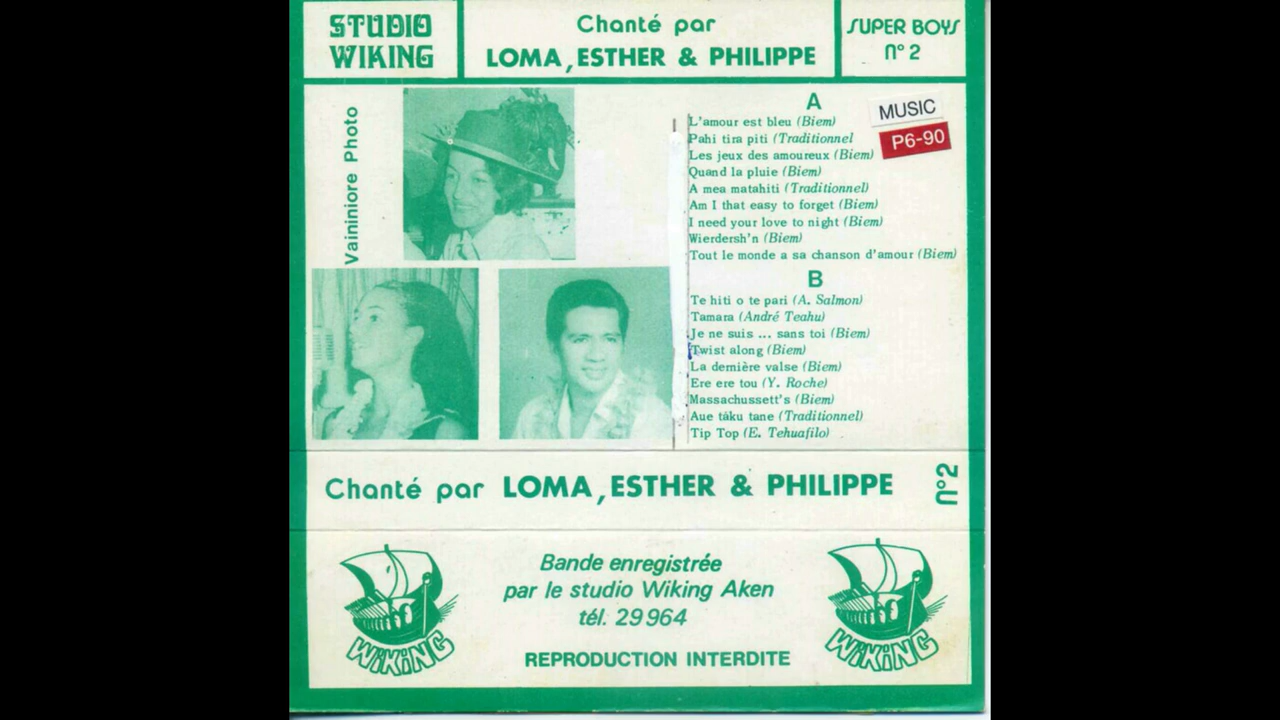 STUDIO
WIKING
Chanté par
LOMA, ESTHER & PHILIPPE
SUPER BOYS
N° 2
Vaininiore Photo
A
L'amour est bleu (Biem)
Pahi tira piti (Traditionnel
Les jeux des amoureux (Biem)
Quand la pluie (Biem)
A mea matahiti (Traditionnel)
Am I that easy to forget (Biem)
I need your love to night (Biem)
Wierdersh'n (Biem)
Tout le monde a sa chanson d'amour (Biem)
MUSIC
P6-90
B
Te hiti o te pari (A. Salmon)
Tamara (André Teahu)
Je ne suis ... sans toi (Biem)
Twist along (Biem)
La dernière valse (Biem)
Ere ere tou (Y. Roche)
Massachussett's (Biem)
Aue tāku tane (Traditionnel)
Tip Top (E. Tehuafilo)
Chanté par LOMA, ESTHER & PHILIPPE
N°2
Bande enregistrée
par le studio Wiking Aken
tél. 29 964
REPRODUCTION INTERDITE
WIKING
WIKING